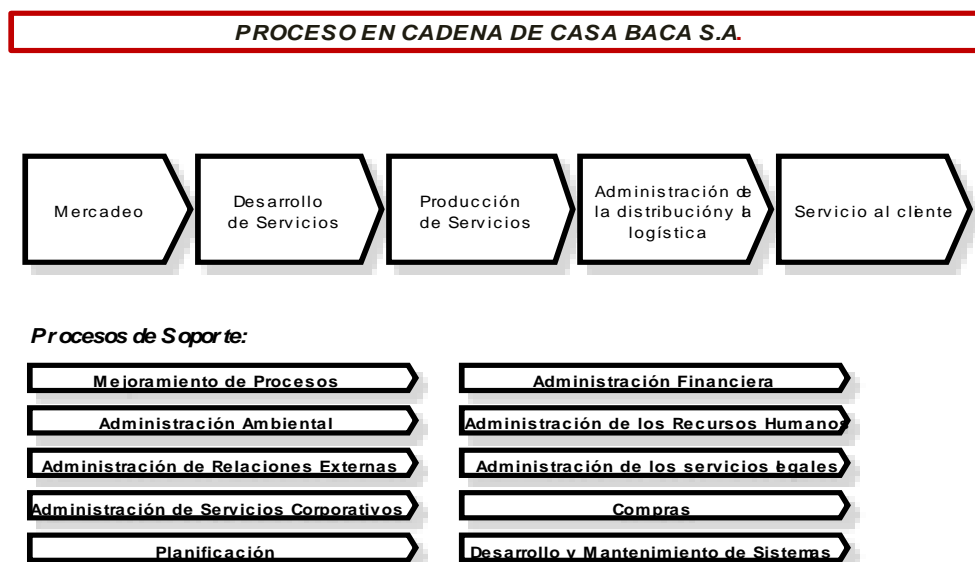 PROCESO EN CADENA DE CASA BACA S.A.
Mercadeo
Desarrollo
de Servicios
Producción
de Servicios
Administración de
la distribución y la
logística
Servicio al cliente
Procesos de Soporte:
Mejoramiento de Procesos
Administración Ambiental
Administración de Relaciones Externas
Administración de Servicios Corporativos
Planificación
Administración Financiera
Administración de los Recursos Humanos
Administración de los servicios legales
Compras
Desarrollo y Mantenimiento de Sistemas